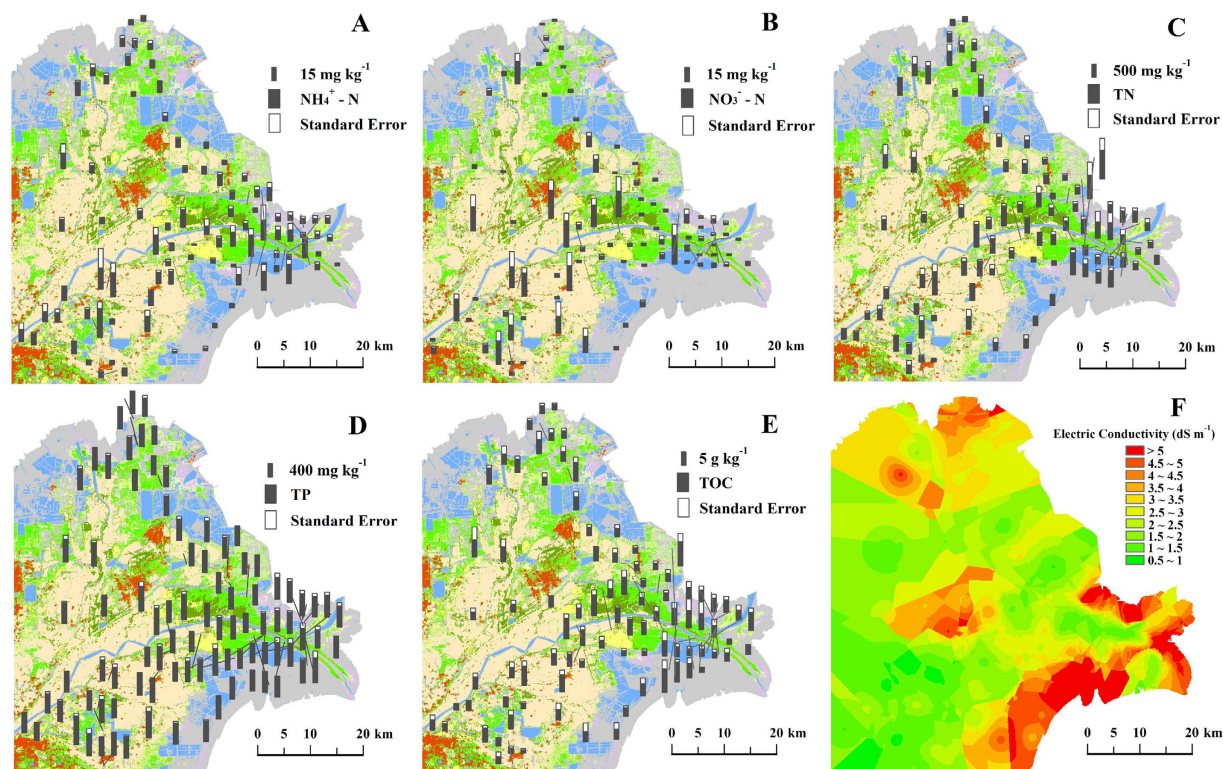 A
15 mg kg⁻¹
NH₄⁺ - N
Standard Error
0 5 10 20 km
B
15 mg kg⁻¹
NO₃⁻ - N
Standard Error
0 5 10 20 km
C
500 mg kg⁻¹
TN
Standard Error
0 5 10 20 km
D
400 mg kg⁻¹
TP
Standard Error
0 5 10 20 km
E
5 g kg⁻¹
TOC
Standard Error
0 5 10 20 km
F
Electric Conductivity (dS m⁻¹)
> 5
4.5 ~ 5
4 ~ 4.5
3.5 ~ 4
3 ~ 3.5
2.5 ~ 3
2 ~ 2.5
1.5 ~ 2
1 ~ 1.5
0.5 ~ 1
0 5 10 20 km